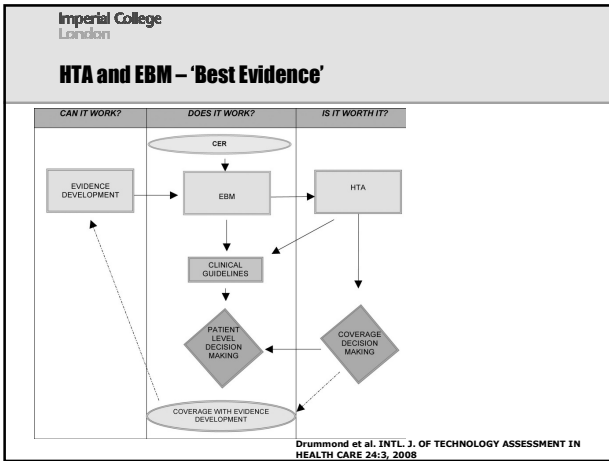 Imperial College
London
HTA and EBM – ‘Best Evidence’
CAN IT WORK?
DOES IT WORK?
IS IT WORTH IT?
CER
EVIDENCE
DEVELOPMENT
EBM
HTA
CLINICAL
GUIDELINES
PATIENT
LEVEL
DECISION
MAKING
COVERAGE
DECISION
MAKING
COVERAGE WITH EVIDENCE
DEVELOPMENT
Drummond et al. INTL. J. OF TECHNOLOGY ASSESSMENT IN
HEALTH CARE 24:3, 2008